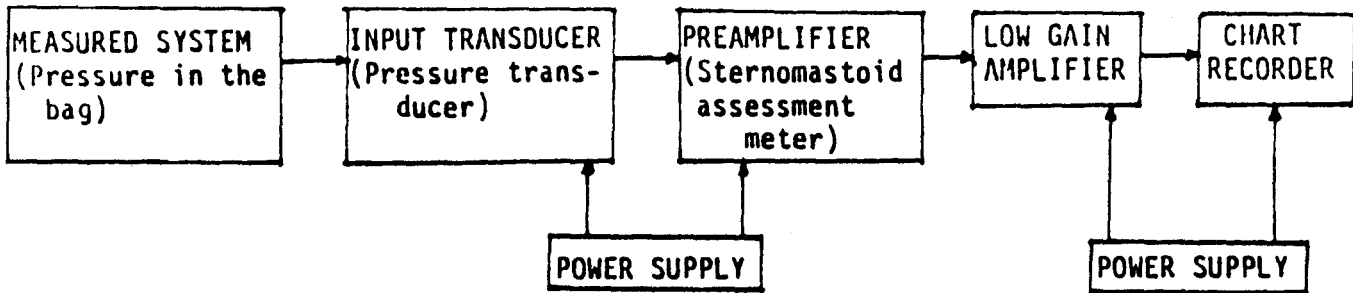 MEASURED SYSTEM
(Pressure in the
bag)
INPUT TRANSDUCER
(Pressure trans-
ducer)
PREAMPLIFIER
(Sternomastoid
assessment
meter)
LOW GAIN
AMPLIFIER
CHART
RECORDER
POWER SUPPLY
POWER SUPPLY